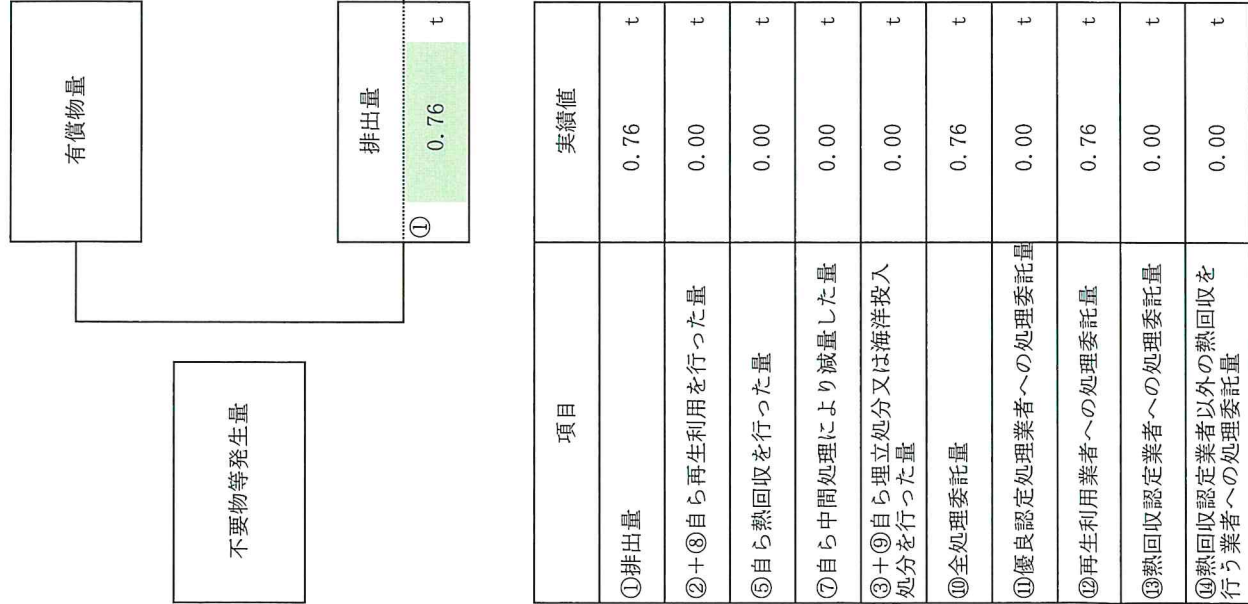 有償物量
不要物等発生量
排出量
① 0.76 t
項目 実績値
①排出量 0.76 t
②+⑧自ら再生利用を行った量 0.00 t
⑤自ら熱回収を行った量 0.00 t
⑦自ら中間処理により減量した量 0.00 t
③+⑨自ら埋立処分又は海洋投入
処分を行った量 0.00 t
⑩全処理委託量 0.76 t
⑪優良認定処理業者への処理委託量 0.00 t
⑫再生利用業者への処理委託量 0.76 t
⑬熱回収認定業者への処理委託量 0.00 t
⑭熱回収認定業者以外の熱回収を
行う業者への処理委託量 0.00 t